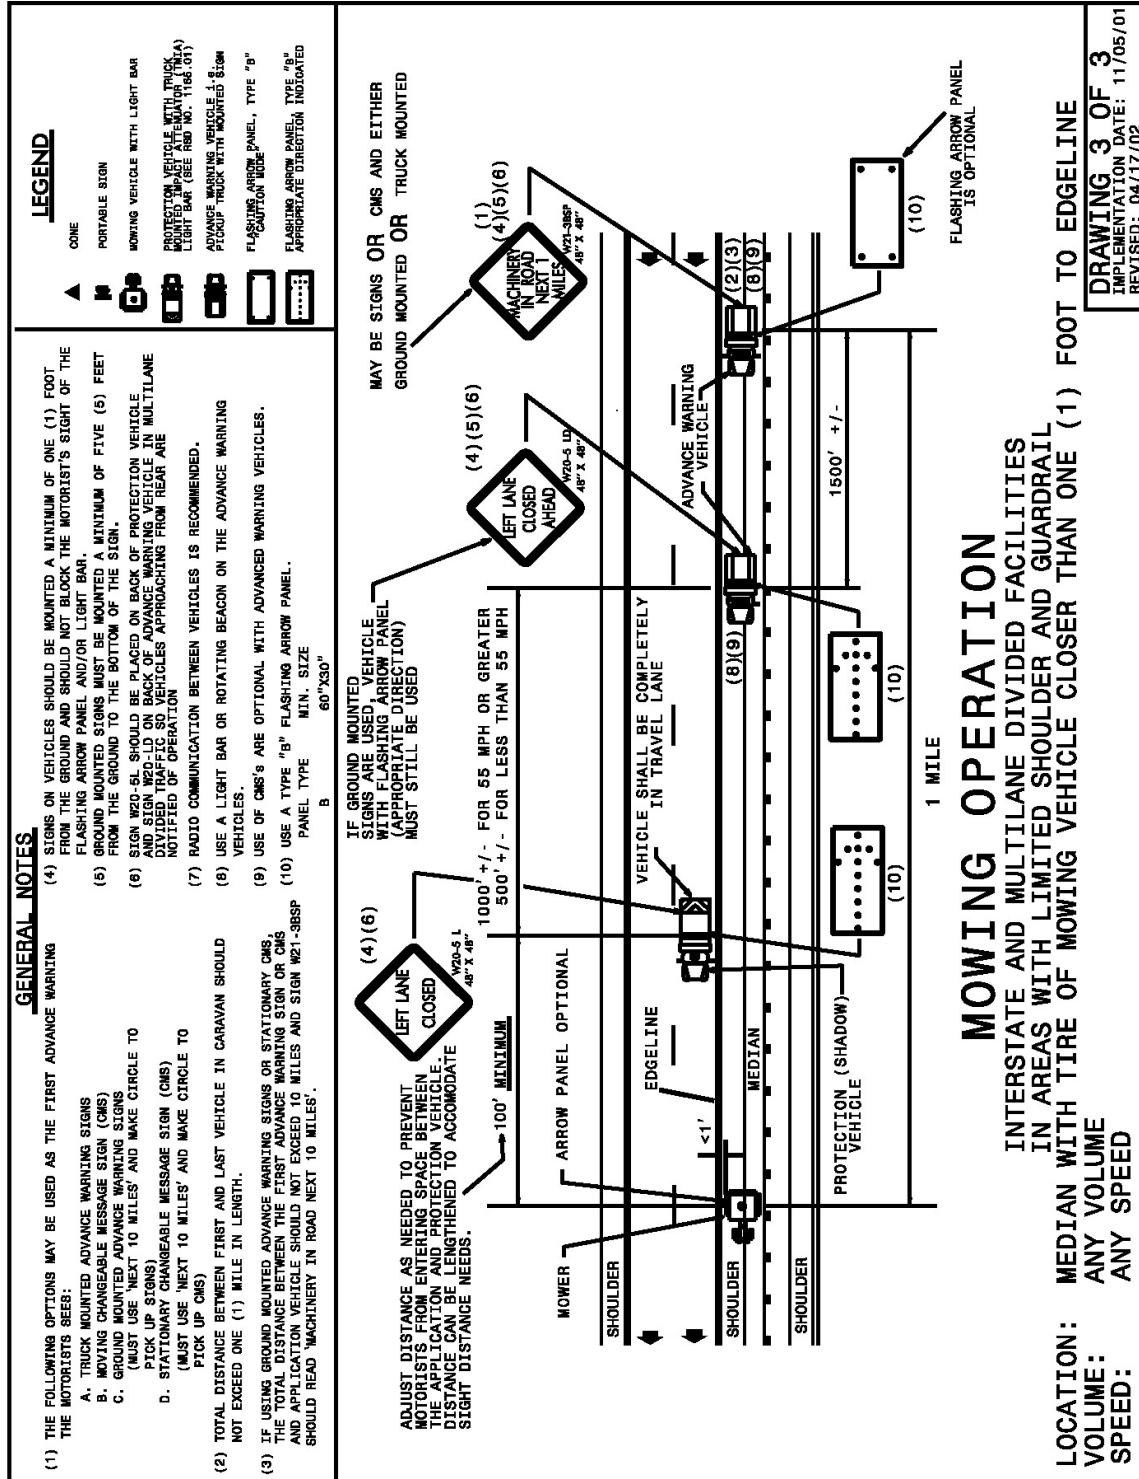 GENERAL NOTES
(1) THE FOLLOWING OPTIONS MAY BE USED AS THE FIRST ADVANCE WARNING
THE MOTORISTS SEES:
A. TRUCK MOUNTED ADVANCE WARNING SIGNS
B. MOVING CHANGEABLE MESSAGE SIGN (CMS)
C. GROUND MOUNTED ADVANCE WARNING SIGNS
(MUST USE 'NEXT 10 MILES' AND MAKE CIRCLE TO
PICK UP SIGNS)
D. STATIONARY CHANGEABLE MESSAGE SIGN (CMS)
(MUST USE 'NEXT 10 MILES' AND MAKE CIRCLE TO
PICK UP CMS)
(2) TOTAL DISTANCE BETWEEN FIRST AND LAST VEHICLE IN CARAVAN SHOULD
NOT EXCEED ONE (1) MILE IN LENGTH.
(3) IF USING GROUND MOUNTED ADVANCE WARNING SIGNS OR STATIONARY CMS,
THE TOTAL DISTANCE BETWEEN THE FIRST ADVANCE WARNING SIGN OR CMS
AND APPLICATION VEHICLE SHOULD NOT EXCEED 10 MILES AND SIGN W21-3BSP
SHOULD READ 'MACHINERY IN ROAD NEXT 10 MILES'.
(4) SIGNS ON VEHICLES SHOULD BE MOUNTED A MINIMUM OF ONE (1) FOOT
FROM THE GROUND AND SHOULD NOT BLOCK THE MOTORIST'S SIGHT OF THE
FLASHING ARROW PANEL AND/OR LIGHT BAR.
(5) GROUND MOUNTED SIGNS MUST BE MOUNTED A MINIMUM OF FIVE (5) FEET
FROM THE GROUND TO THE BOTTOM OF THE SIGN.
(6) SIGN W20-5L SHOULD BE PLACED ON BACK OF PROTECTION VEHICLE
AND SIGN W20-LD ON BACK OF ADVANCE WARNING VEHICLE IN MULTILANE
DIVIDED TRAFFIC SO VEHICLES APPROACHING FROM REAR ARE
NOTIFIED OF OPERATION
(7) RADIO COMMUNICATION BETWEEN VEHICLES IS RECOMMENDED.
(8) USE A LIGHT BAR OR ROTATING BEACON ON THE ADVANCE WARNING
VEHICLES.
(9) USE OF CMS's ARE OPTIONAL WITH ADVANCED WARNING VEHICLES.
(10) USE A TYPE "B" FLASHING ARROW PANEL.
PANEL TYPE MIN. SIZE
B 60"X30"
LEGEND
CONE
PORTABLE SIGN
MOWING VEHICLE WITH LIGHT BAR
PROTECTION VEHICLE WITH TRUCK
MOUNTED IMPACT ATTENUATOR (TMIA)
LIGHT BAR (SEE RBD NO. 1166.01)
ADVANCE WARNING VEHICLE i.e.
PICKUP TRUCK WITH MOUNTED SIGN
FLASHING ARROW PANEL, TYPE "B"
"CAUTION MODE"
FLASHING ARROW PANEL, TYPE "B"
APPROPRIATE DIRECTION INDICATED
ADJUST DISTANCE AS NEEDED TO PREVENT
MOTORISTS FROM ENTERING SPACE BETWEEN
THE APPLICATION AND PROTECTION VEHICLE.
DISTANCE CAN BE LENGTHENED TO ACCOMODATE
SIGHT DISTANCE NEEDS.
LEFT LANE
CLOSED
(4)(6)
W20-5 L
48" X 48"
IF GROUND MOUNTED
SIGNS ARE USED, VEHICLE
WITH FLASHING ARROW PANEL
(APPROPRIATE DIRECTION)
MUST STILL BE USED
LEFT LANE
CLOSED
AHEAD
(4)(5)(6)
W20-5 LD
48" X 48"
MAY BE SIGNS OR CMS AND EITHER
GROUND MOUNTED OR TRUCK MOUNTED
MACHINERY
IN ROAD
NEXT 1
MILES
(1)
(4)(5)(6)
W21-3BSP
48" X 48"
100' MINIMUM
1000' +/- FOR 55 MPH OR GREATER
500' +/- FOR LESS THAN 55 MPH
MOWER
ARROW PANEL OPTIONAL
VEHICLE SHALL BE COMPLETELY
IN TRAVEL LANE
ADVANCE WARNING
VEHICLE
SHOULDER
EDGELINE
<1'
SHOULDER
MEDIAN
(8)(9)
(2)(3)
(8)(9)
SHOULDER
PROTECTION (SHADOW)
VEHICLE
1500' +/-
(10)
(10)
(10)
FLASHING ARROW PANEL
IS OPTIONAL
1 MILE
MOWING OPERATION
INTERSTATE AND MULTILANE DIVIDED FACILITIES
IN AREAS WITH LIMITED SHOULDER AND GUARDRAIL
LOCATION: MEDIAN WITH TIRE OF MOWING VEHICLE CLOSER THAN ONE (1) FOOT TO EDGELINE
VOLUME: ANY VOLUME
SPEED: ANY SPEED
DRAWING 3 OF 3
IMPLEMENTATION DATE: 11/05/01
REVISED: 04/17/02